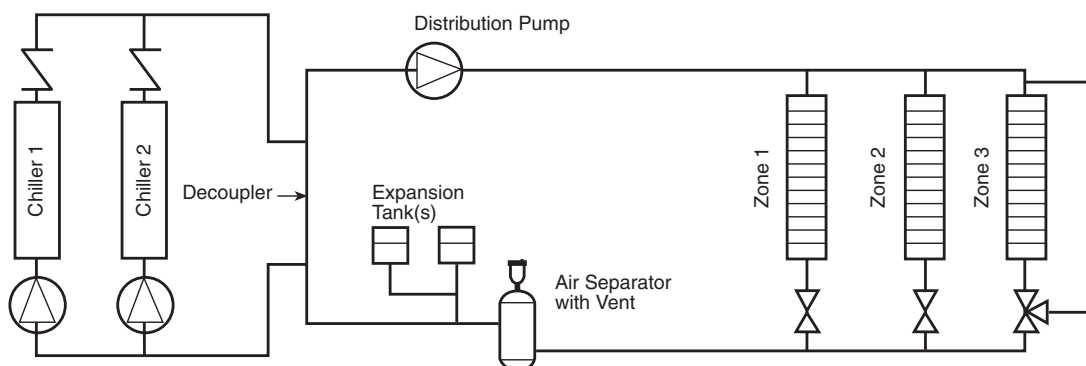 Distribution Pump
Chiller 1
Chiller 2
Decoupler
Expansion
Tank(s)
Air Separator
with Vent
Zone 1
Zone 2
Zone 3